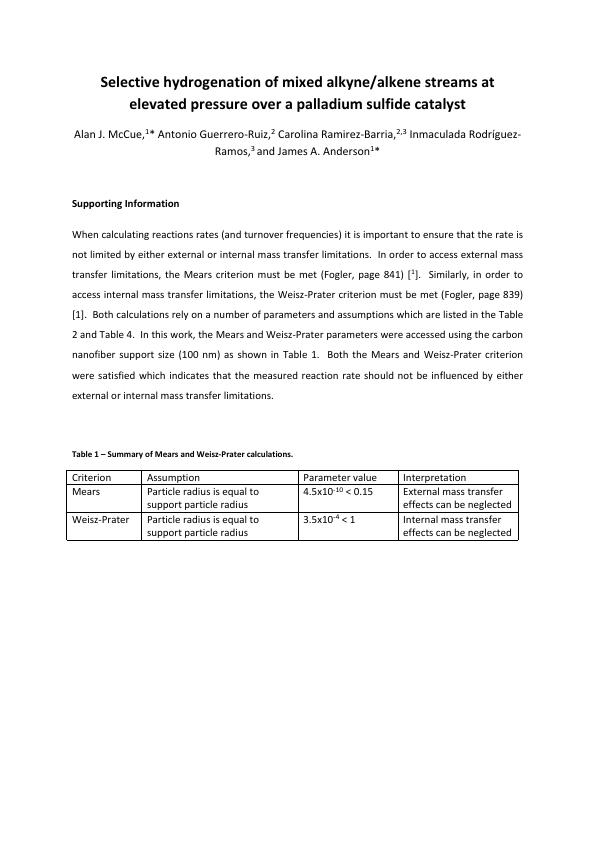 Selective hydrogenation of mixed alkyne/alkene streams at
elevated pressure over a palladium sulfide catalyst
Alan J. McCue,¹* Antonio Guerrero-Ruiz,² Carolina Ramirez-Barria,²,³ Inmaculada Rodríguez-
Ramos,³ and James A. Anderson¹*
Supporting Information
When calculating reactions rates (and turnover frequencies) it is important to ensure that the rate is
not limited by either external or internal mass transfer limitations.  In order to access external mass
transfer limitations, the Mears criterion must be met (Fogler, page 841) [¹].  Similarly, in order to
access internal mass transfer limitations, the Weisz-Prater criterion must be met (Fogler, page 839)
[1].  Both calculations rely on a number of parameters and assumptions which are listed in the Table
2 and Table 4.  In this work, the Mears and Weisz-Prater parameters were accessed using the carbon
nanofiber support size (100 nm) as shown in Table 1.  Both the Mears and Weisz-Prater criterion
were satisfied which indicates that the measured reaction rate should not be influenced by either
external or internal mass transfer limitations.
Table 1 – Summary of Mears and Weisz-Prater calculations.
Criterion Assumption Parameter value Interpretation
Mears Particle radius is equal to 4.5x10⁻¹⁰ < 0.15 External mass transfer
support particle radius effects can be neglected
Weisz-Prater Particle radius is equal to 3.5x10⁻⁴ < 1 Internal mass transfer
support particle radius effects can be neglected